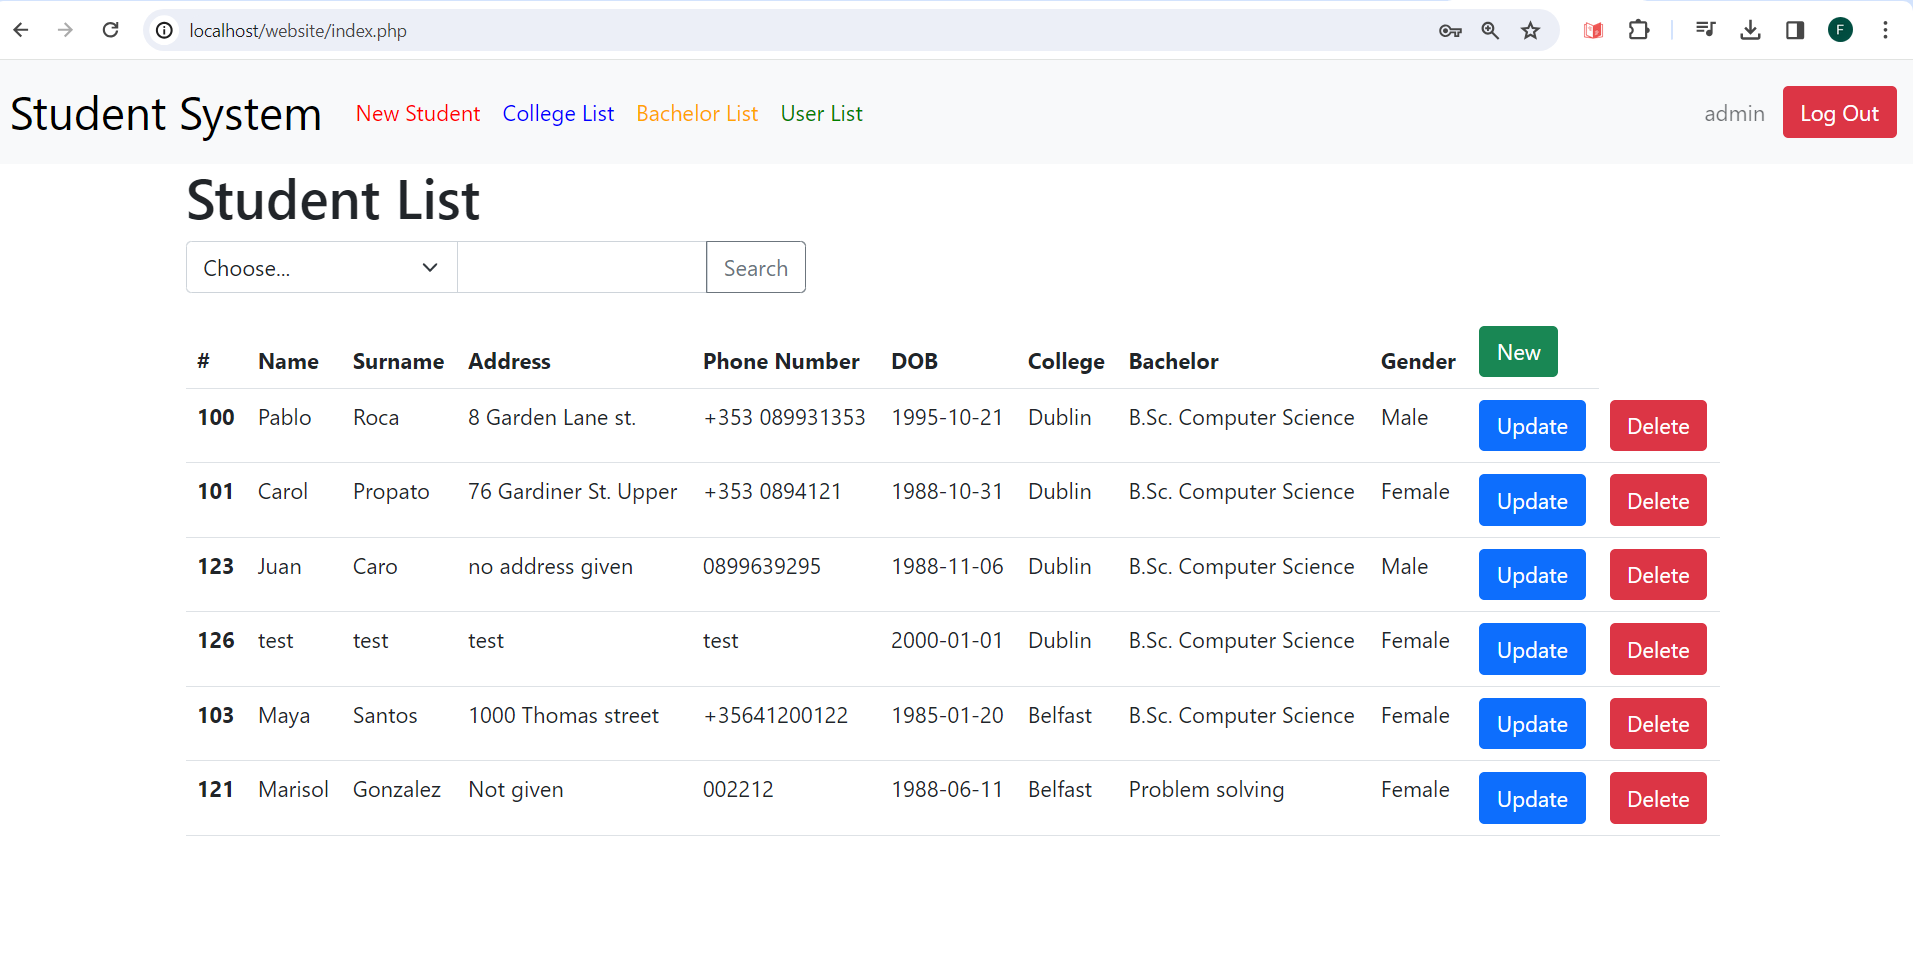 localhost/website/index.php
F
Student System New Student College List Bachelor List User List admin Log Out
Student List
Choose... Search
# Name Surname Address Phone Number DOB College Bachelor Gender New
100 Pablo Roca 8 Garden Lane st. +353 089931353 1995-10-21 Dublin B.Sc. Computer Science Male Update Delete
101 Carol Propato 76 Gardiner St. Upper +353 0894121 1988-10-31 Dublin B.Sc. Computer Science Female Update Delete
123 Juan Caro no address given 0899639295 1988-11-06 Dublin B.Sc. Computer Science Male Update Delete
126 test test test test 2000-01-01 Dublin B.Sc. Computer Science Female Update Delete
103 Maya Santos 1000 Thomas street +35641200122 1985-01-20 Belfast B.Sc. Computer Science Female Update Delete
121 Marisol Gonzalez Not given 002212 1988-06-11 Belfast Problem solving Female Update Delete